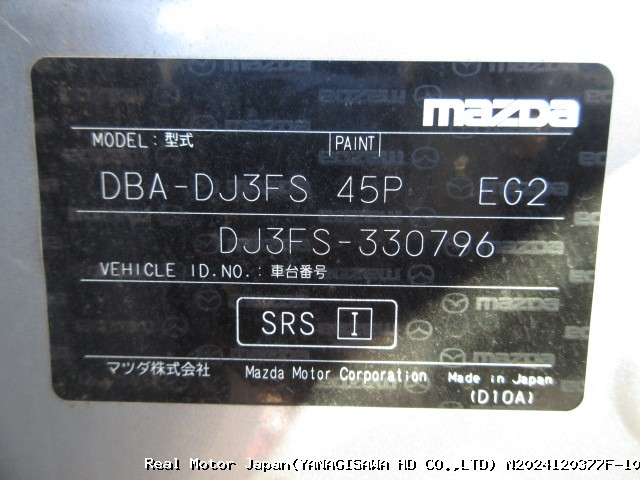 mazda
MODEL: 型式 PAINT
DBA-DJ3FS 45P EG2
DJ3FS-330796
VEHICLE ID.NO.: 車台番号
SRS I
マツダ株式会社 Mazda Motor Corporation Made in Japan
(D10A)
Real Motor Japan(YANAGISAWA HD CO.,LTD) N2024120377F-10